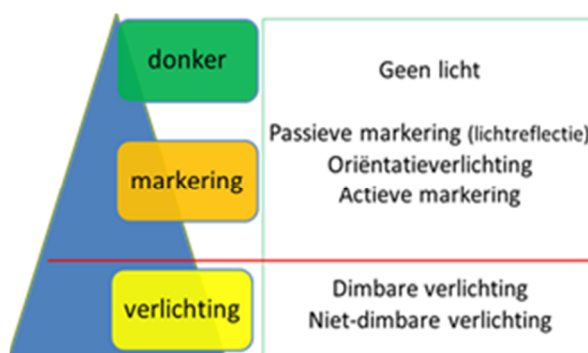 donker
Geen licht
Passieve markering (lichtreflectie)
Oriëntatieverlichting
markering
Actieve markering
verlichting
Dimbare verlichting
Niet-dimbare verlichting